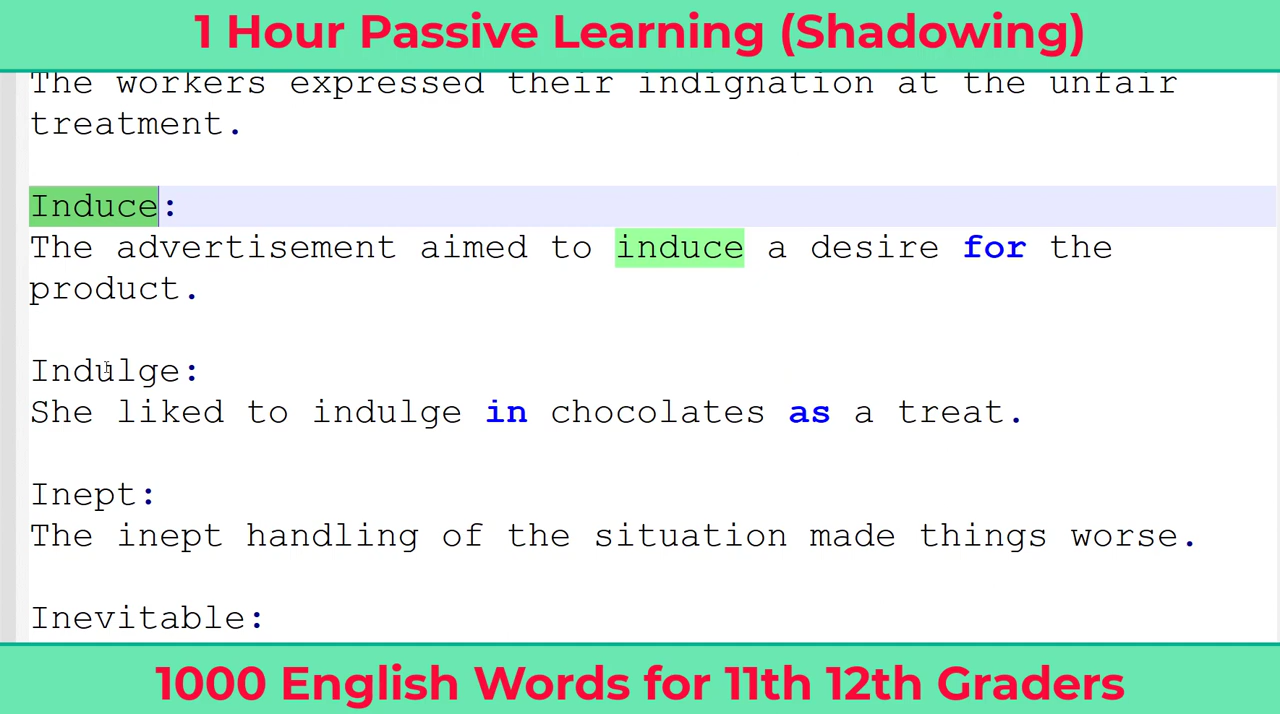 1 Hour Passive Learning (Shadowing)
The workers expressed their indignation at the unfair
treatment.
Induce:
The advertisement aimed to induce a desire for the
product.
Indulge:
She liked to indulge in chocolates as a treat.
Inept:
The inept handling of the situation made things worse.
Inevitable:
1000 English Words for 11th 12th Graders